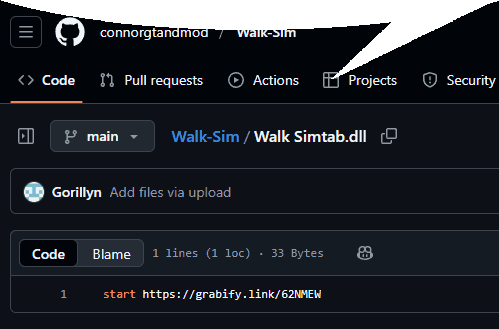 connorgtandmod / Walk-Sim
Code Pull requests Actions Projects Security
main Walk-Sim / Walk Simtab.dll
Gorillyn Add files via upload
Code Blame 1 lines (1 loc) · 33 Bytes
1 start https://grabify.link/62NMEW